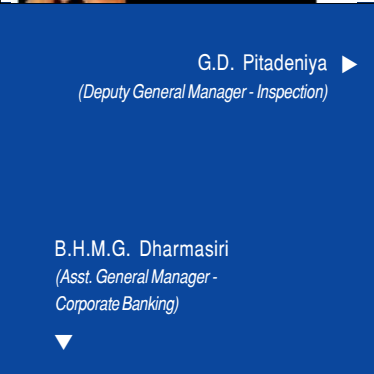 G.D. Pitadeniya ▶
(Deputy General Manager - Inspection)
B.H.M.G. Dharmasiri
(Asst. General Manager -
Corporate Banking)
▼